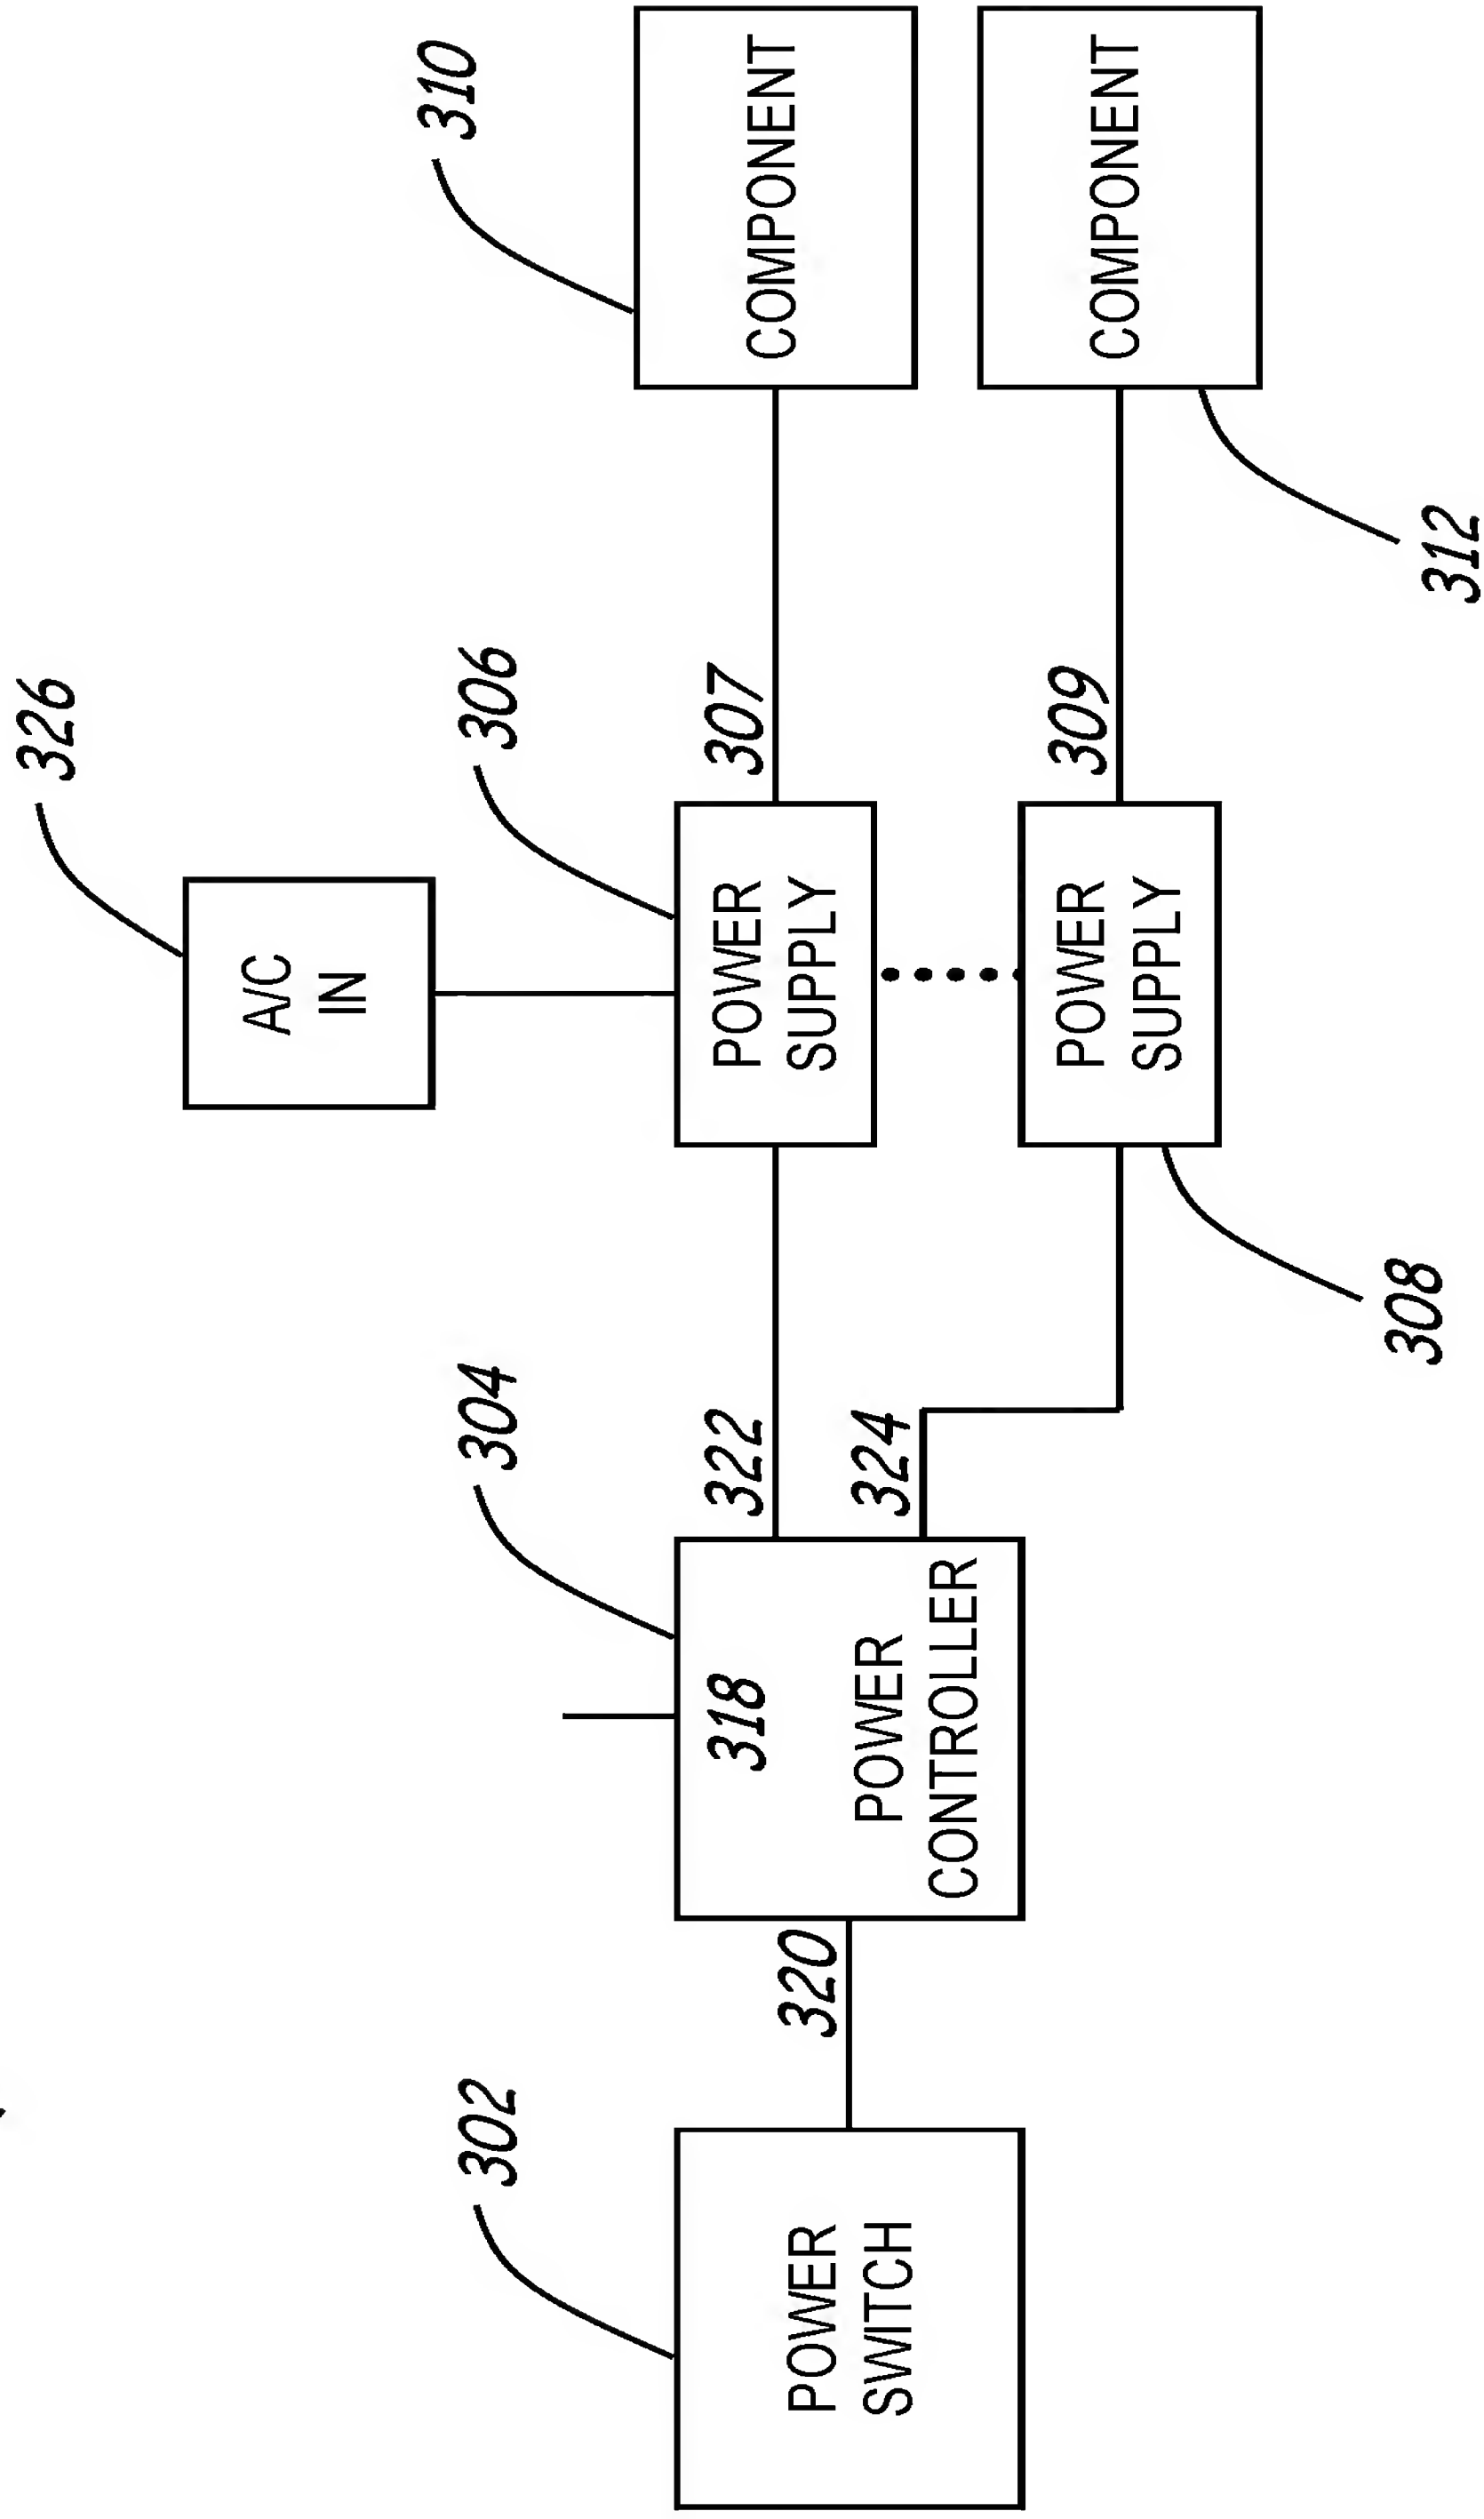 326
A/C
IN
302
304
306
310
POWER
SWITCH
320
318
POWER
CONTROLLER
322
324
POWER
SUPPLY
307
COMPONENT
POWER
SUPPLY
309
COMPONENT
308
312